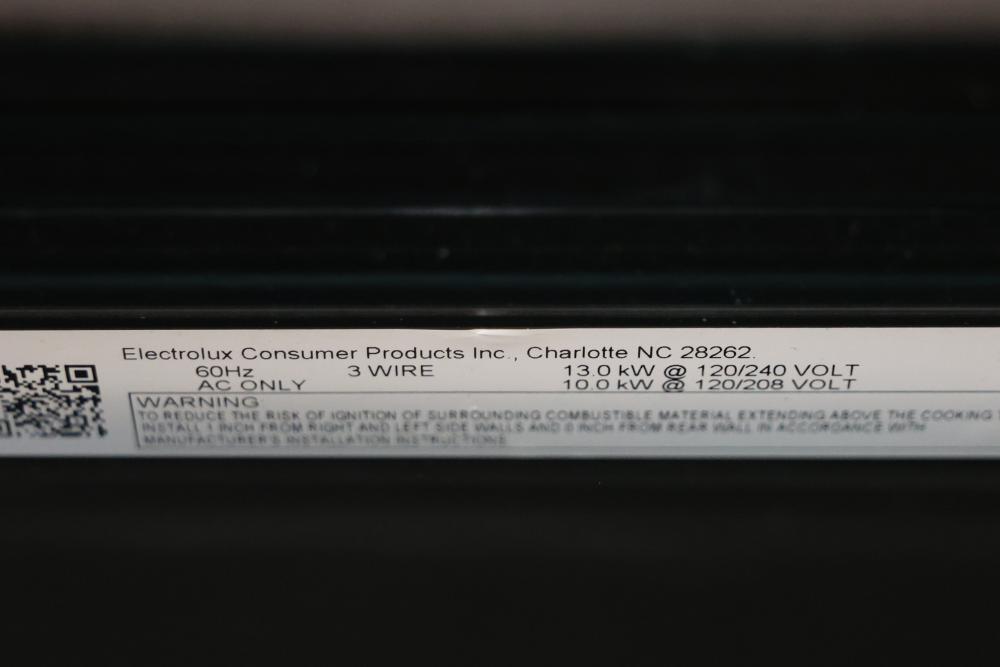 Electrolux Consumer Products Inc., Charlotte NC 28262.
60Hz 3 WIRE 13.0 kW @ 120/240 VOLT
AC ONLY 10.0 kW @ 120/208 VOLT
WARNING
TO REDUCE THE RISK OF IGNITION OF SURROUNDING COMBUSTIBLE MATERIAL EXTENDING ABOVE THE COOKING
INSTALL 1 INCH FROM RIGHT AND LEFT SIDE WALLS AND 0 INCH FROM REAR WALL IN ACCORDANCE WITH
MANUFACTURER'S INSTALLATION INSTRUCTIONS